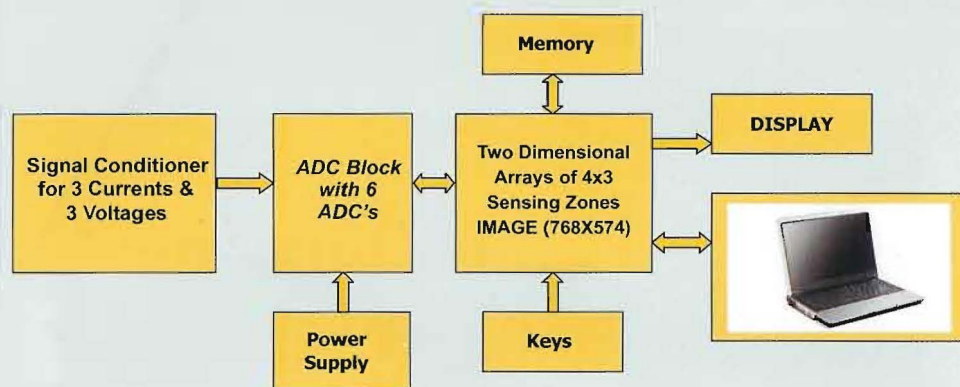 Memory
Signal Conditioner
for 3 Currents &
3 Voltages
ADC Block
with 6
ADC's
Two Dimensional
Arrays of 4x3
Sensing Zones
IMAGE (768X574)
DISPLAY
Power
Supply
Keys